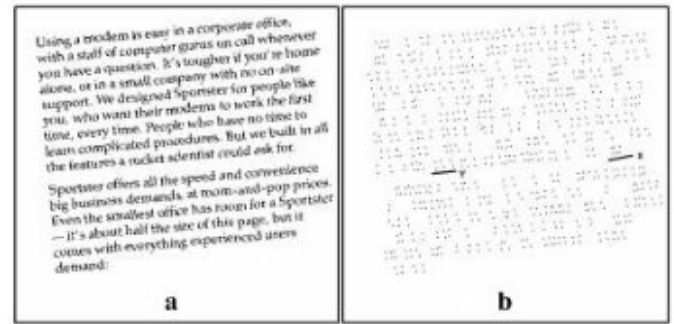 Using a modem is easy in a corporate office,
with a staff of computer gurus on call whenever
you have a question. It's tougher if you're home
alone, or in a small company with no on-site
support. We designed Sportster for people like
you, who want their modems to work the first
time, every time. People who have no time to
learn complicated procedures. But we built in all
the features a rocket scientist could ask for.
Sportster offers all the speed and convenience
big business demands, at mom-and-pop prices.
Even the smallest office has room for a Sportster
— it's about half the size of this page, but it
comes with everything experienced users
demand:
a
b